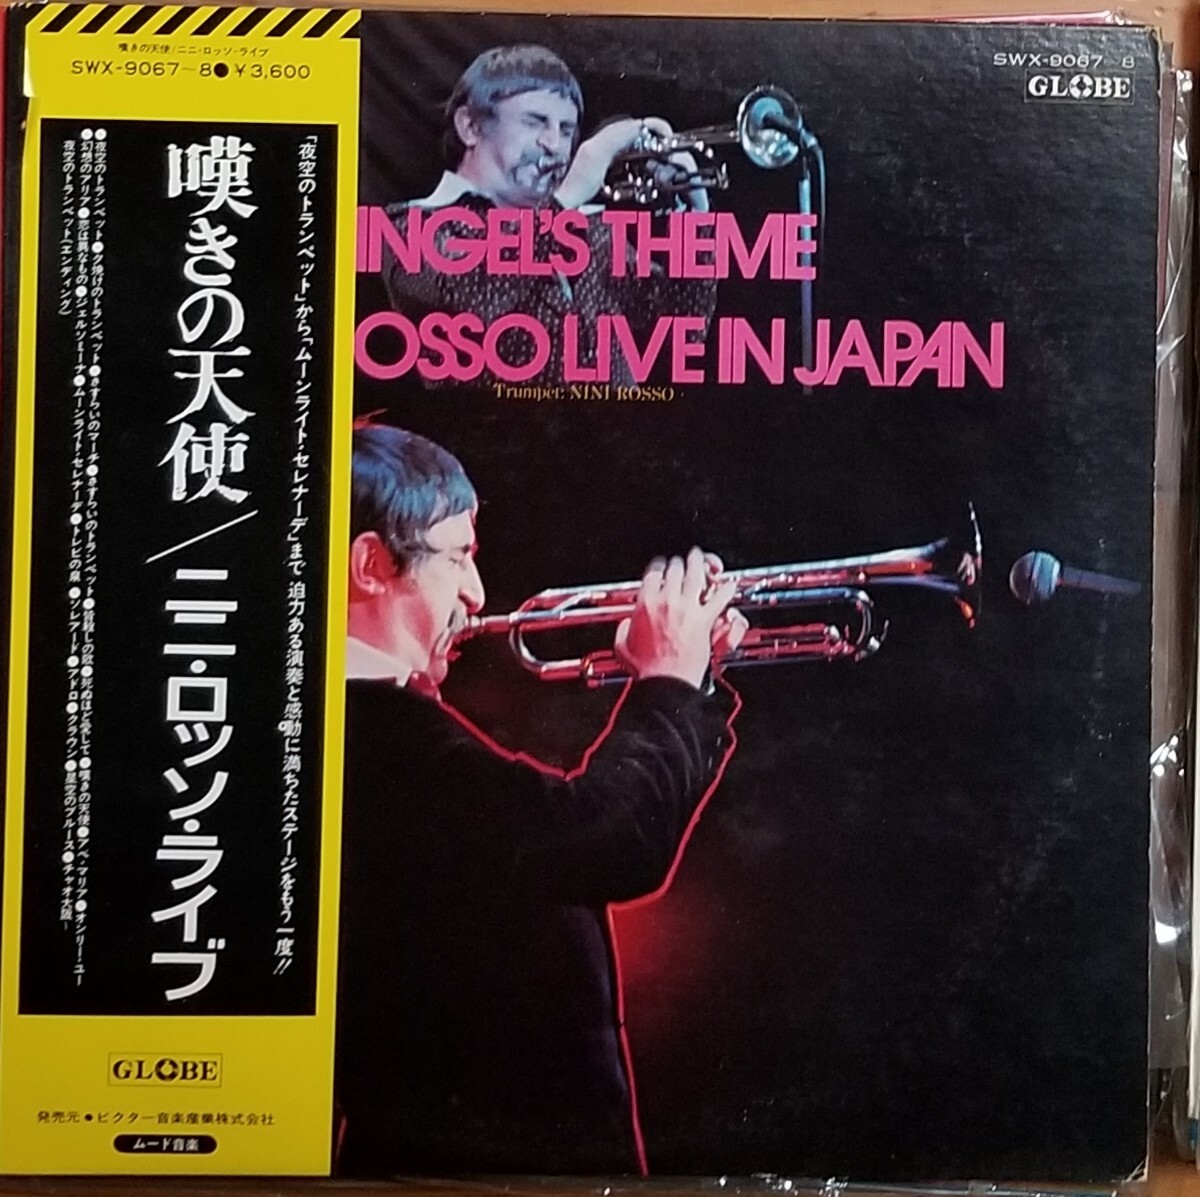 嘆きの天使/ニニ・ロッソ・ライブ
SWX-9067~8●￥3,600
「夜空のトランペット」から「ムーンライト・セレナーデ」まで 迫力ある演奏と感動に満ちたステージをもう一度!!
嘆きの天使/ニニ・ロッソ・ライブ
●夜空のトランペット●夕焼けのトランペット●さすらいのマーチ●さすらいのトランペット●皆殺しの歌●死ぬほど愛して●嘆きの天使●アベ・マリア●オンリー・ユー
●幻想のアリア●恋は異なもの●ジェルソミーナ●ムーンライト・セレナーデ●トレビの泉●ソレアード●アドロ●クラウン●星空のブルース●チャオ大阪~
夜空のトランペット(エンディング)
GLOBE
発売元●ビクター音楽産業株式会社
ムード音楽
SWX-9067~8
GLOBE
NGEL'S THEME
OSSO LIVE IN JAPAN
Trumpet: NINI ROSSO